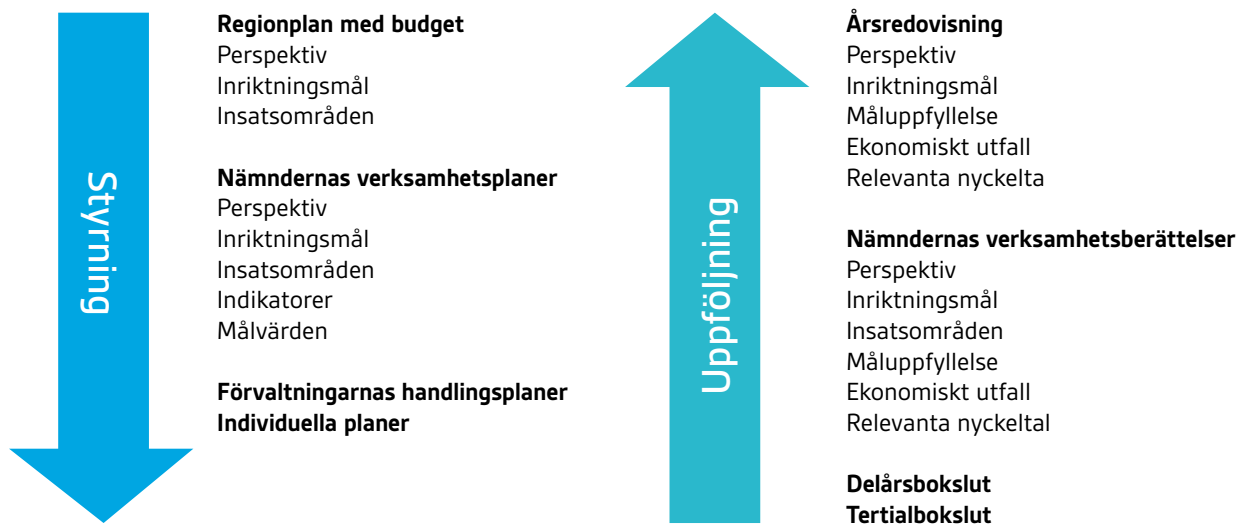 Styrning
Regionplan med budget
Perspektiv
Inriktningsmål
Insatsområden
Nämndernas verksamhetsplaner
Perspektiv
Inriktningsmål
Insatsområden
Indikatorer
Målvärden
Förvaltningarnas handlingsplaner
Individuella planer
Uppföljning
Årsredovisning
Perspektiv
Inriktningsmål
Måluppfyllelse
Ekonomiskt utfall
Relevanta nyckelta
Nämndernas verksamhetsberättelser
Perspektiv
Inriktningsmål
Insatsområden
Måluppfyllelse
Ekonomiskt utfall
Relevanta nyckeltal
Delårsbokslut
Tertialbokslut